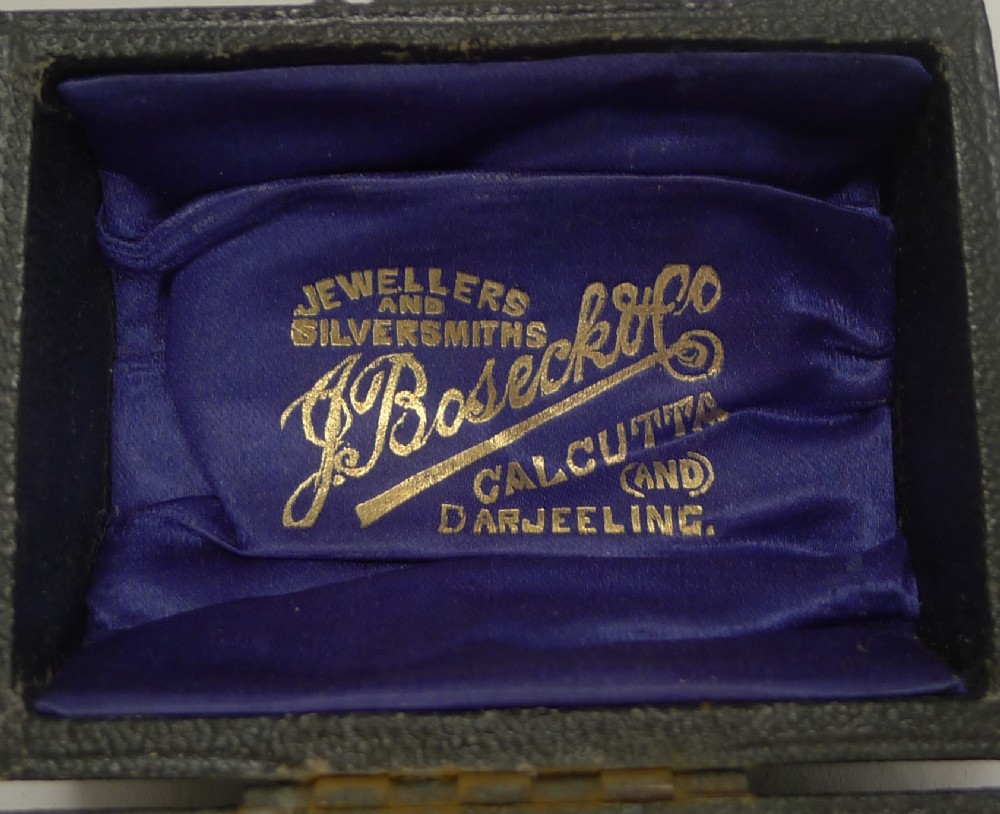 JEWELLERS
AND
SILVERSMITHS
J. Boseck & Co
CALCUTTA
(AND)
DARJEELING.